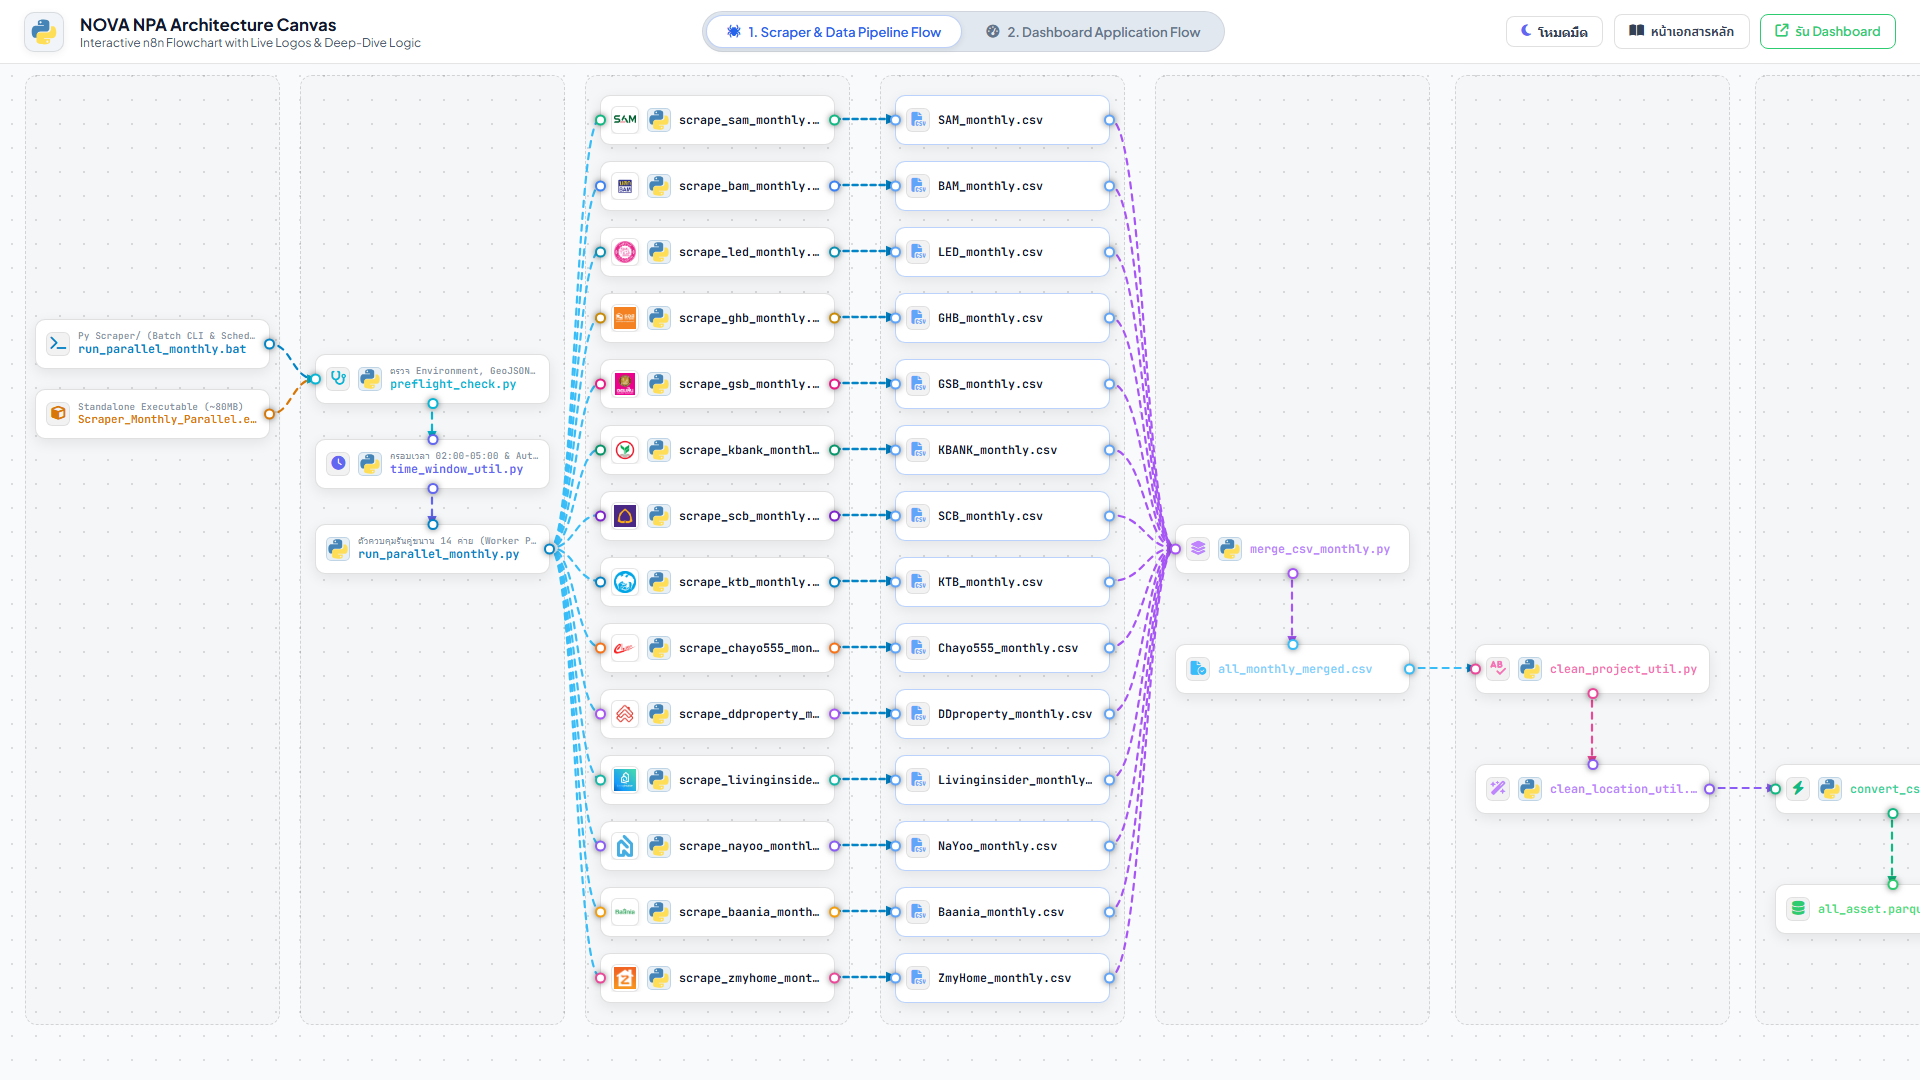 NOVA NPA Architecture Canvas
Interactive n8n Flowchart with Live Logos & Deep-Dive Logic
1. Scraper & Data Pipeline Flow
2. Dashboard Application Flow
โหมดมืด
หน้าเอกสารหลัก
รัน Dashboard
Py Scraper/ (Batch CLI & Sched…
run_parallel_monthly.bat
Standalone Executable (~80MB)
Scraper_Monthly_Parallel.e…
ตรวจ Environment, GeoJSON…
preflight_check.py
กรอบเวลา 02:00-05:00 & Aut…
time_window_util.py
ตัวควบคุมรันคู่ขนาน 14 ค่าย (Worker P…
run_parallel_monthly.py
SAM
scrape_sam_monthly.…
SAM_monthly.csv
BAM
scrape_bam_monthly.…
BAM_monthly.csv
scrape_led_monthly.…
LED_monthly.csv
scrape_ghb_monthly.…
GHB_monthly.csv
scrape_gsb_monthly.…
GSB_monthly.csv
scrape_kbank_monthl…
KBANK_monthly.csv
scrape_scb_monthly.…
SCB_monthly.csv
scrape_ktb_monthly.…
KTB_monthly.csv
scrape_chayo555_mon…
Chayo555_monthly.csv
scrape_ddproperty_m…
DDproperty_monthly.csv
scrape_livinginside…
Livinginsider_monthly…
scrape_nayoo_monthl…
NaYoo_monthly.csv
scrape_baania_month…
Baania_monthly.csv
scrape_zmyhome_mont…
ZmyHome_monthly.csv
merge_csv_monthly.py
all_monthly_merged.csv
clean_project_util.py
clean_location_util.…
convert_cs
all_asset.parqu